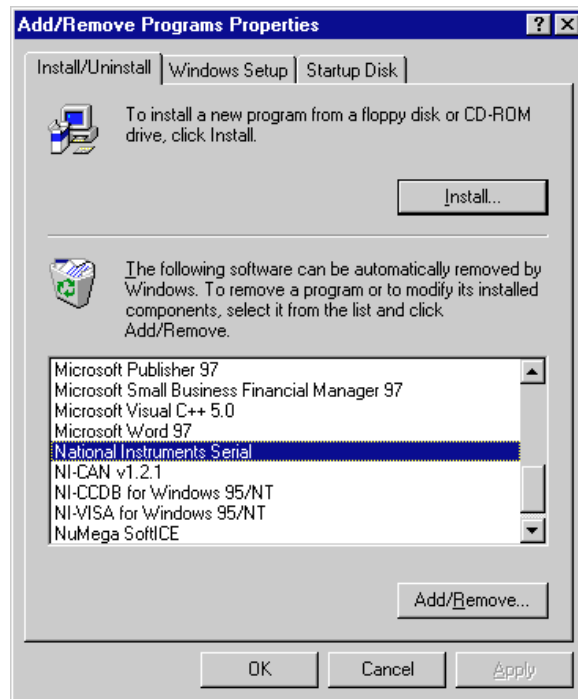 Add/Remove Programs Properties
Install/Uninstall Windows Setup Startup Disk
To install a new program from a floppy disk or CD-ROM
drive, click Install.
Install...
The following software can be automatically removed by
Windows. To remove a program or to modify its installed
components, select it from the list and click
Add/Remove.
Microsoft Publisher 97
Microsoft Small Business Financial Manager 97
Microsoft Visual C++ 5.0
Microsoft Word 97
National Instruments Serial
NI-CAN v1.2.1
NI-CCDB for Windows 95/NT
NI-VISA for Windows 95/NT
NuMega SoftICE
Add/Remove...
OK Cancel Apply